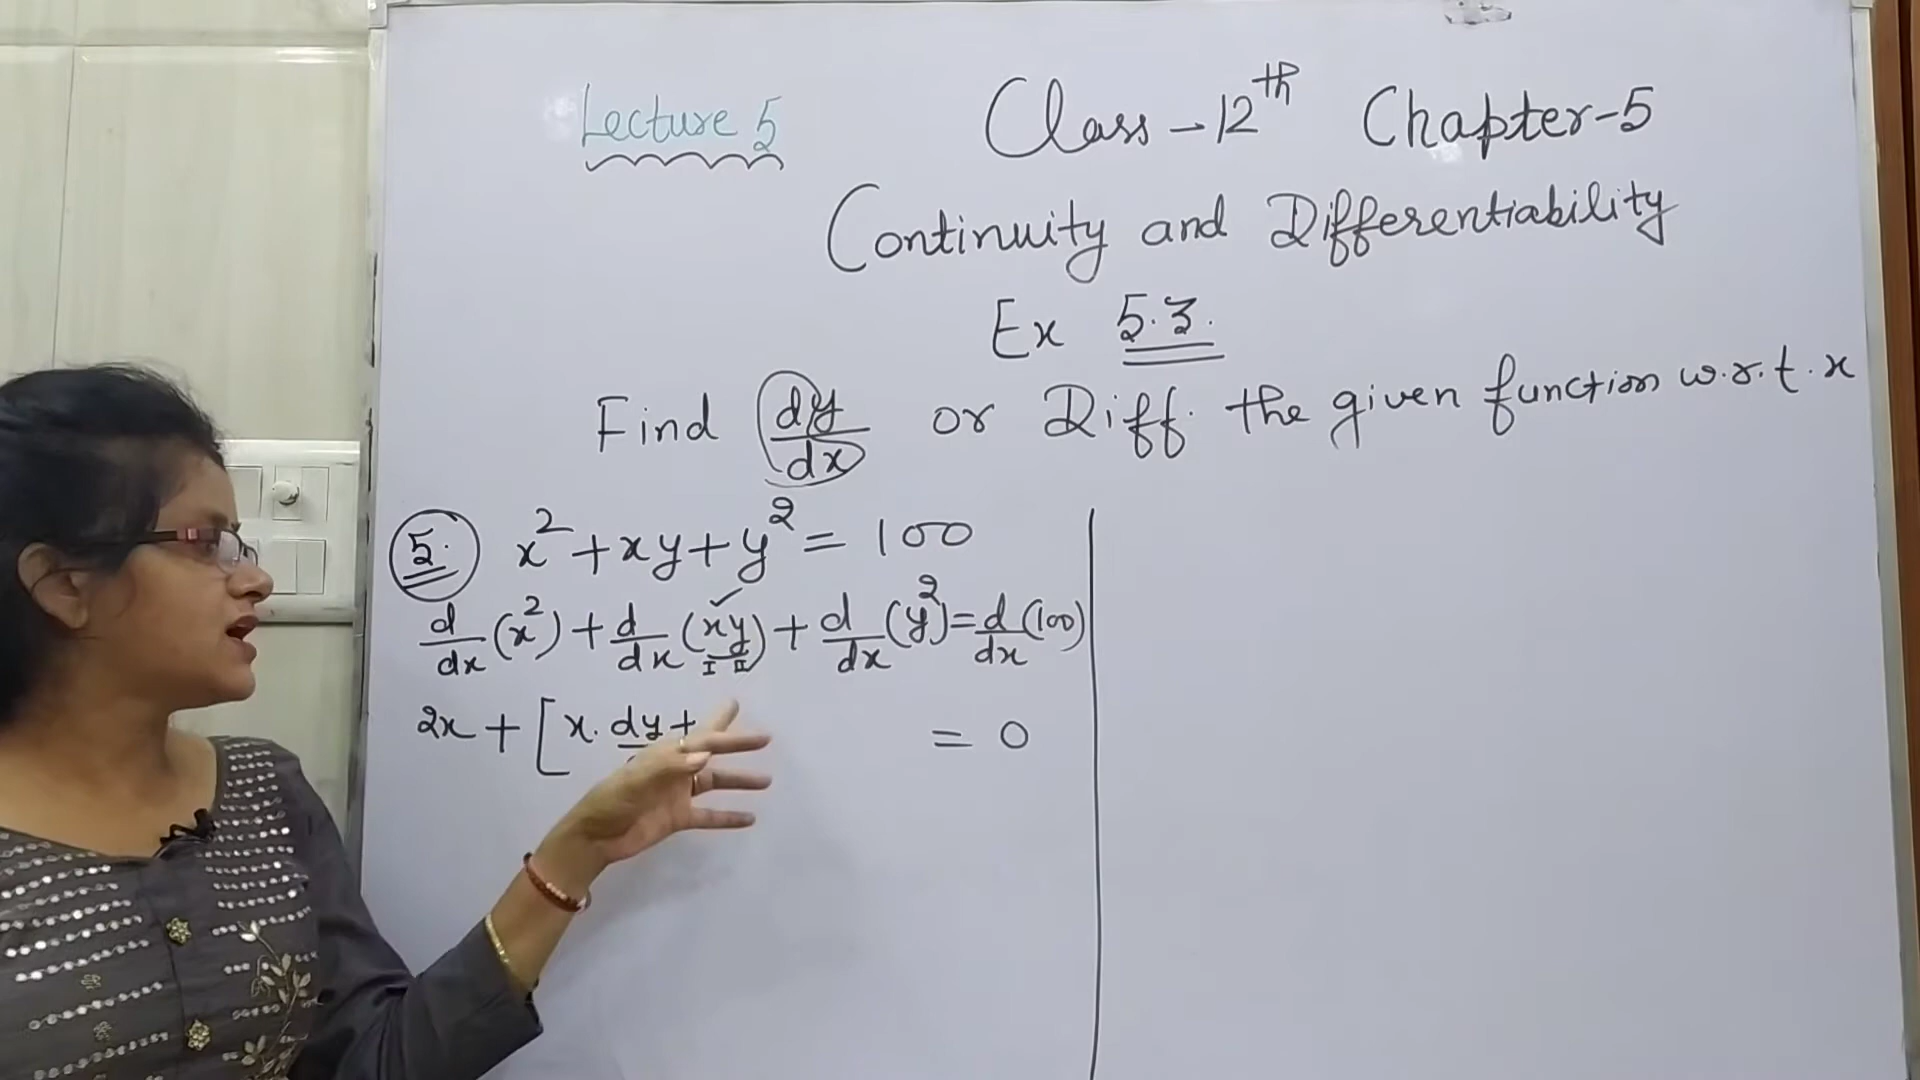 Lecture 5
Class - 12th Chapter-5
Continuity and Differentiability
Ex 5.3.
Find dy/dx or Diff. the given function w.r.t. x
5. x² + xy + y² = 100
d/dx (x²) + d/dx (xy) + d/dx (y²) = d/dx (100)
I II
2x + [x. dy + = 0